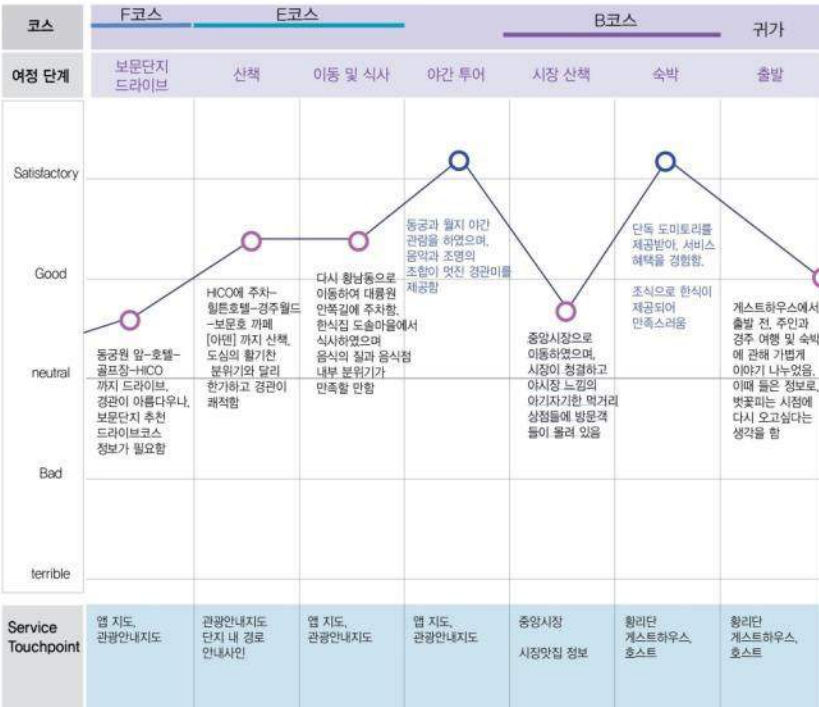 코스
F코스
E코스
B코스
귀가
여정 단계
보문단지
드라이브
산책
이동 및 식사
야간 투어
시장 산책
숙박
출발
Satisfactory
Good
neutral
Bad
terrible
동궁원 앞-호텔-
골프장-HICO
까지 드라이브.
경관이 아름다우나,
보문단지 추천
드라이브코스
정보가 필요함
HICO에 주차-
힐튼호텔-경주월드
-보문호 까페
[아덴] 까지 산책.
도심의 활기찬
분위기와 달리
한가하고 경관이
쾌적함
다시 황남동으로
이동하여 대릉원
안쪽길에 주차함.
한식집 도솔마을에서
식사하였으며
음식의 질과 음식점
내부 분위기가
만족할 만함
동궁과 월지 야간
관람을 하였으며,
음악과 조명의
조합이 멋진 경관미를
제공함
중앙시장으로
이동하였으며,
시장이 청결하고
야시장 느낌의
아기자기한 먹거리
상점들에 방문객
들이 몰려 있음
단독 도미토리를
제공받아, 서비스
혜택을 경험함.
조식으로 한식이
제공되어
만족스러움
게스트하우스에서
출발 전, 주인과
경주 여행 및 숙박
에 관해 가볍게
이야기 나누었음.
이때 들은 정보로,
벚꽃피는 시점에
다시 오고싶다는
생각을 함
Service
Touchpoint
앱 지도,
관광안내지도
관광안내지도
단지 내 경로
안내사인
앱 지도,
관광안내지도
앱 지도,
관광안내지도
중앙시장
시장맛집 정보
황리단
게스트하우스,
호스트
황리단
게스트하우스,
호스트